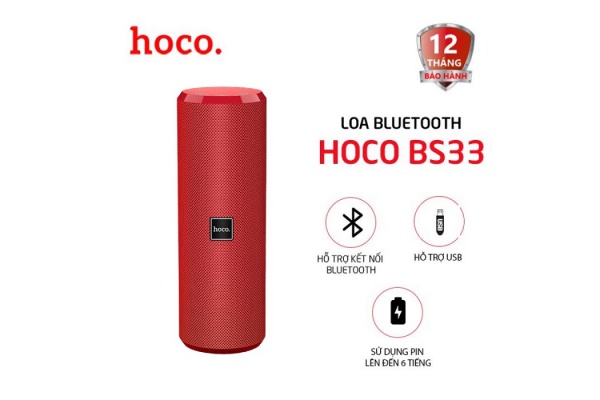 hoco.
12
THÁNG
BẢO HÀNH
LOA BLUETOOTH
HOCO BS33
hoco.
HỖ TRỢ KẾT NỐI
BLUETOOTH
USB
HỖ TRỢ USB
SỬ DỤNG PIN
LÊN ĐẾN 6 TIẾNG